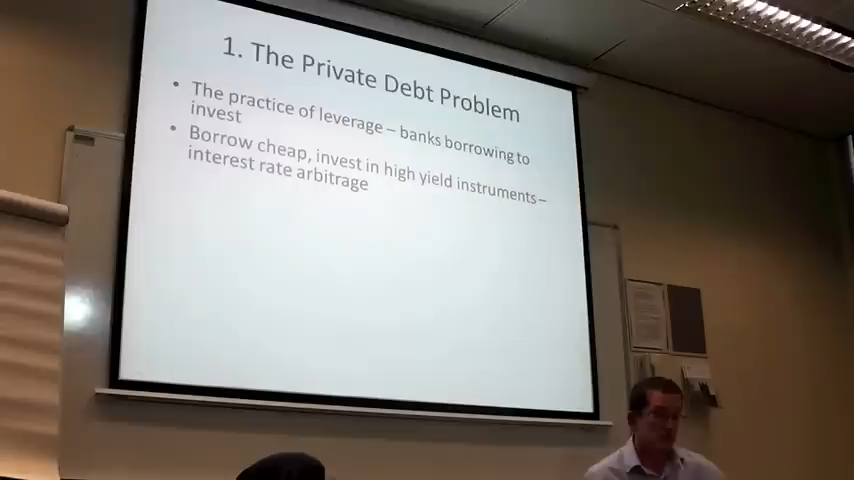 1. The Private Debt Problem
• The practice of leverage – banks borrowing to
invest
• Borrow cheap, invest in high yield instruments –
interest rate arbitrage